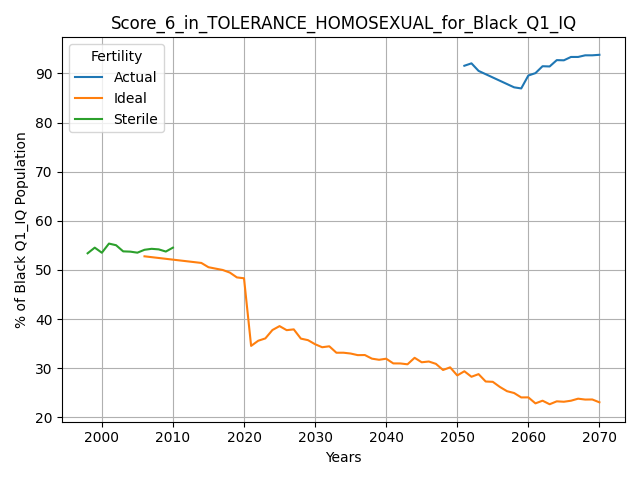 Score_6_in_TOLERANCE_HOMOSEXUAL_for_Black_Q1_IQ
Fertility
Actual
Ideal
Sterile
% of Black Q1_IQ Population
90
80
70
60
50
40
30
20
2000
2010
2020
2030
2040
2050
2060
2070
Years